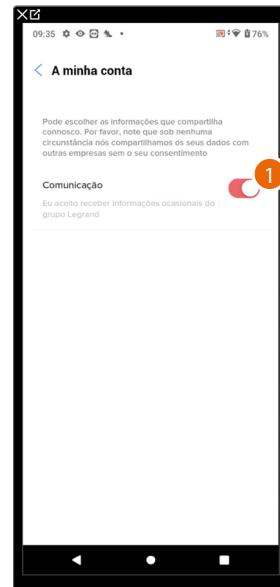 09:35 76%
A minha conta
Pode escolher as informações que compartilha
connosco. Por favor, note que sob nenhuma
circunstância nós compartilhamos os seus dados com
outras empresas sem o seu consentimento
Comunicação
1
Eu aceito receber informações ocasionais do
grupo Legrand